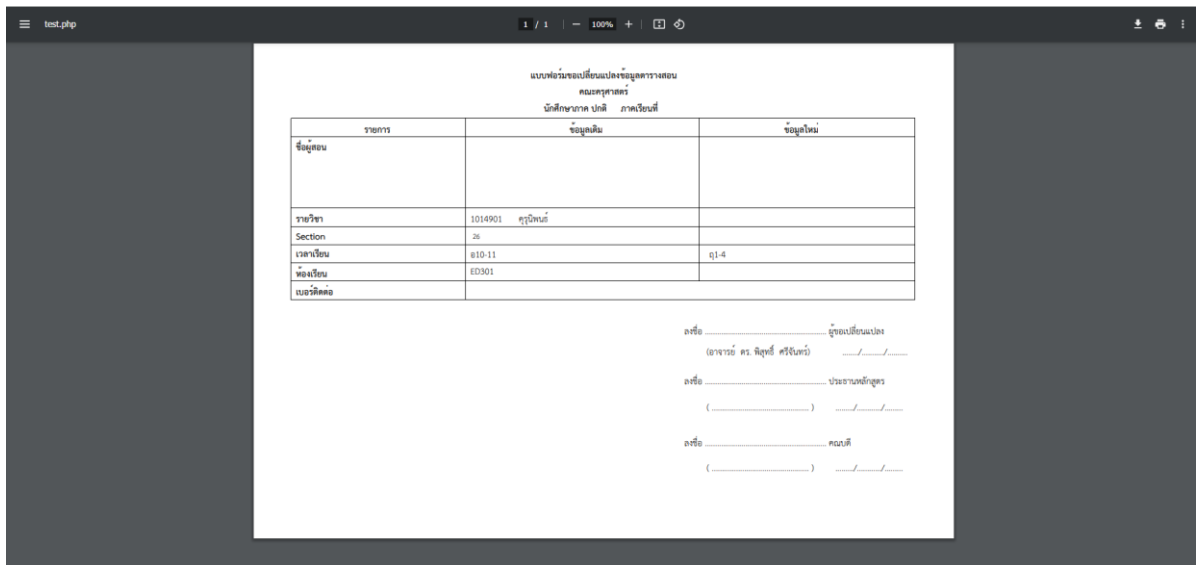 test.php 1 / 1 100%
แบบฟอร์มขอเปลี่ยนแปลงข้อมูลตารางสอน
คณะครุศาสตร์
นักศึกษาภาค ปกติ ภาคเรียนที่
รายการ ข้อมูลเดิม ข้อมูลใหม่
ชื่อผู้สอน
รายวิชา 1014901 คุรุนิพนธ์
Section 26
เวลาเรียน อ10-11 ฤ1-4
ห้องเรียน ED301
เบอร์ติดต่อ
ลงชื่อ ........................................................ ผู้ขอเปลี่ยนแปลง
(อาจารย์ ดร. พิสุทธิ์ ศรีจันทร์) ......./........../.........
ลงชื่อ ........................................................ ประธานหลักสูตร
( ............................................. ) ......../.........../........
ลงชื่อ ........................................................ คณบดี
( ............................................. ) ......../.........../........